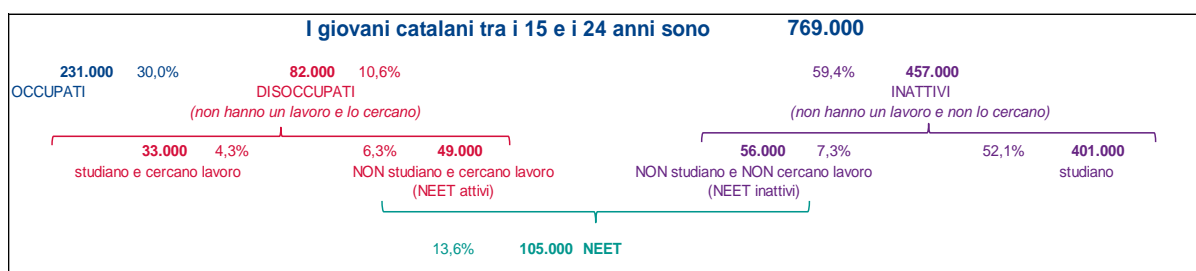 I giovani catalani tra i 15 e i 24 anni sono 769.000
231.000 30,0% 82.000 10,6% 59,4% 457.000
OCCUPATI DISOCCUPATI INATTIVI
(non hanno un lavoro e lo cercano) (non hanno un lavoro e non lo cercano)
33.000 4,3% 6,3% 49.000 56.000 7,3% 52,1% 401.000
studiano e cercano lavoro NON studiano e cercano lavoro NON studiano e NON cercano lavoro studiano
(NEET attivi) (NEET inattivi)
13,6% 105.000 NEET